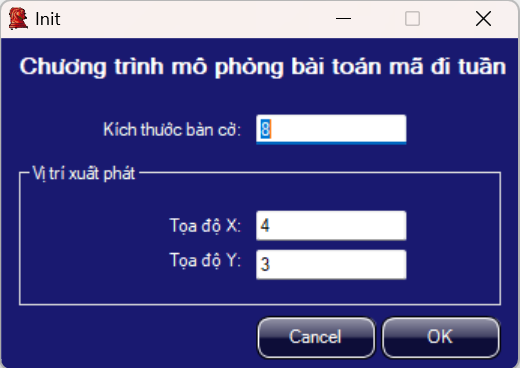 Init
Chương trình mô phỏng bài toán mã đi tuần
Kích thước bàn cờ: 8
Vị trí xuất phát
Tọa độ X: 4
Tọa độ Y: 3
Cancel OK